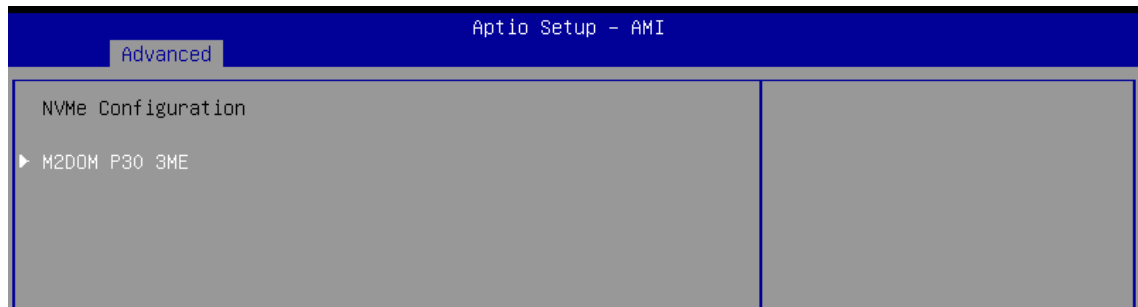 Aptio Setup – AMI
Advanced
NVMe Configuration
M2DOM P30 3ME